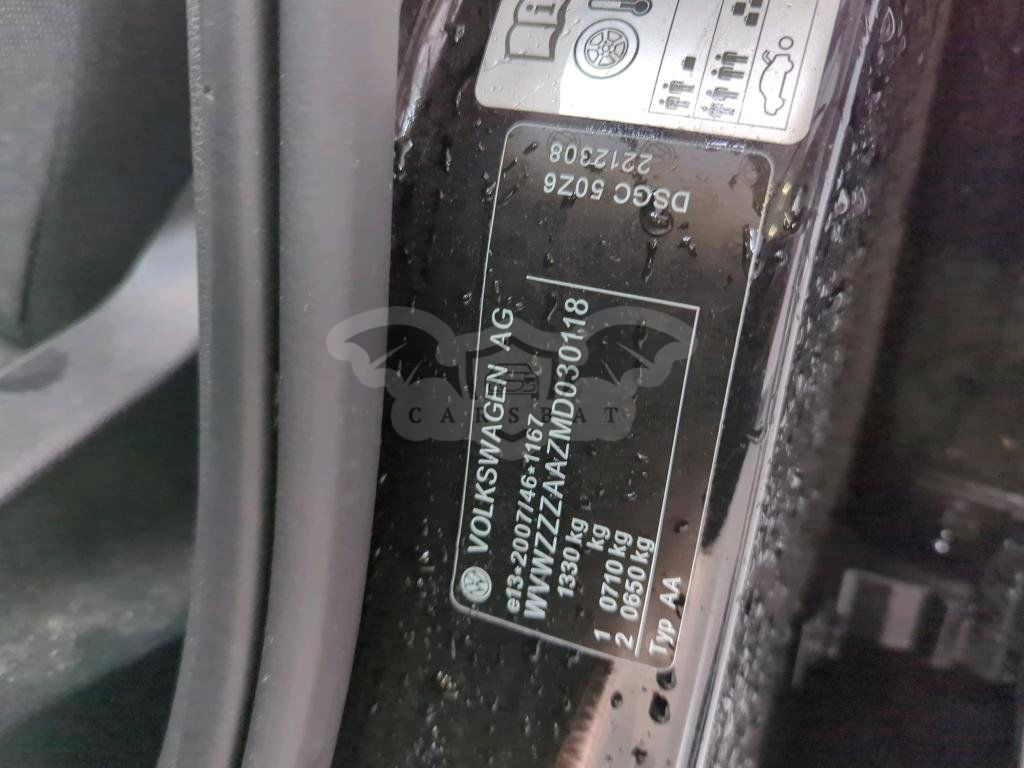 VOLKSWAGEN AG
e13-2007/46-1167
WVWZZZAAZMD030118
1330 kg
kg
1 0710 kg
2 0650 kg
Typ AA
DSGC 50Z6
2212308
CARSBAT